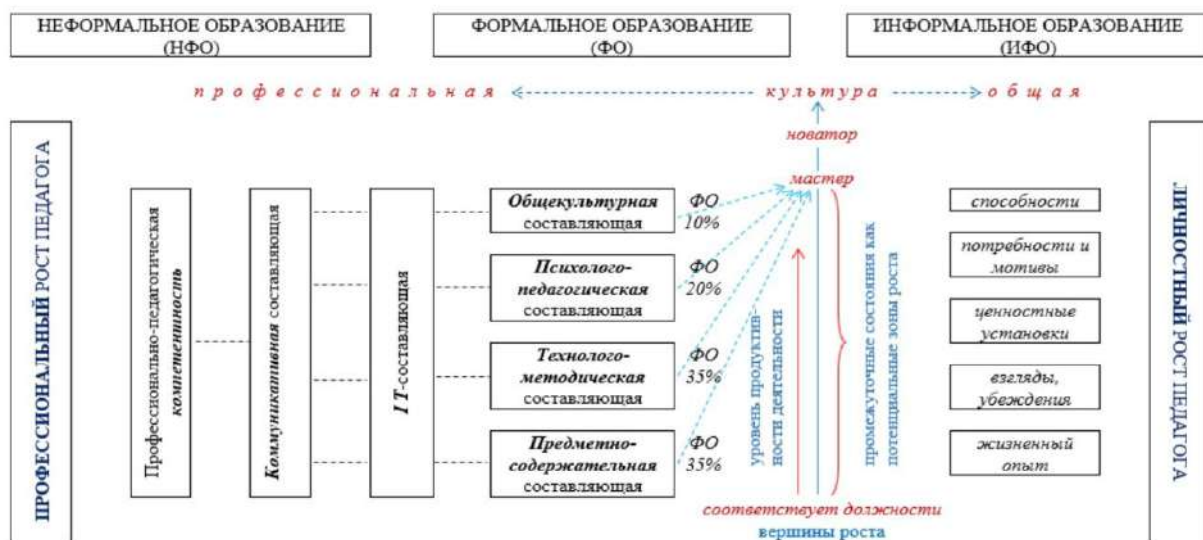 НЕФОРМАЛЬНОЕ ОБРАЗОВАНИЕ
(НФО)
ФОРМАЛЬНОЕ ОБРАЗОВАНИЕ
(ФО)
ИНФОРМАЛЬНОЕ ОБРАЗОВАНИЕ
(ИФО)
профессиональная
культура
общая
новатор
мастер
ПРОФЕССИОНАЛЬНЫЙ РОСТ ПЕДАГОГА
Профессионально-педагогическая
компетентность
Коммуникативная составляющая
IT-составляющая
Общекультурная
составляющая
ФО
10%
Психолого-
педагогическая
составляющая
ФО
20%
Технолого-
методическая
составляющая
ФО
35%
Предметно-
содержательная
составляющая
ФО
35%
уровень продуктив-
ности деятельности
промежуточные состояния как
потенциальные зоны роста
соответствует должности
вершины роста
способности
потребности и
мотивы
ценностные
установки
взгляды,
убеждения
жизненный
опыт
ЛИЧНОСТНЫЙ РОСТ ПЕДАГОГА